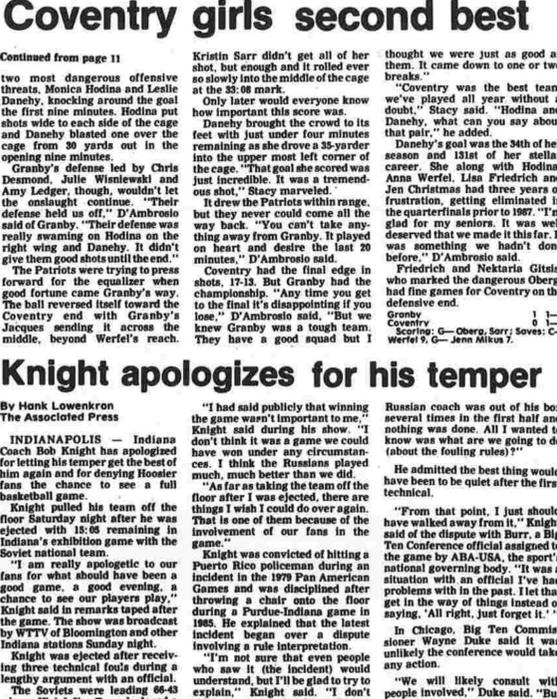 Coventry girls second best
Continued from page 11
two most dangerous offensive
threats, Monica Hodina and Leslie
Danehy, knocking around the goal
the first nine minutes. Hodina put
shots wide to each side of the cage
and Danehy blasted one over the
cage from 30 yards out in the
opening nine minutes.
Granby's defense led by Chris
Desmond, Julie Wisniewski and
Amy Ledger, though, wouldn't let
the onslaught continue. "Their
defense held us off," D'Ambrosio
said of Granby. "Their defense was
really swaming on Hodina on the
right wing and Danehy. It didn't
give them good shots until the end."
The Patriots were trying to press
forward for the equalizer when
good fortune came Granby's way.
The ball reversed itself toward the
Coventry end with Granby's
Jacques sending it across the
middle, beyond Werfel's reach.
Kristin Sarr didn't get all of her
shot, but enough and it rolled ever
so slowly into the middle of the cage
at the 33:08 mark.
Only later would everyone know
how important this score was.
Danehy brought the crowd to its
feet with just under four minutes
remaining as she drove a 35-yarder
into the upper most left corner of
the cage. "That goal she scored was
just incredible. It was a tremend-
ous shot," Stacy marveled.
It drew the Patriots within range,
but they never could come all the
way back. "You can't take any-
thing away from Granby. It played
on heart and desire the last 20
minutes," D'Ambrosio said.
Coventry had the final edge in
shots, 17-13. But Granby had the
championship. "Any time you get
to the final it's disappointing if you
lose," D'Ambrosio said, "But we
knew Granby was a tough team.
They have a good squad but I
thought we were just as good a
them. It came down to one or two
breaks."
"Coventry was the best team
we've played all year without
doubt," Stacy said. "Hodina and
Danehy, what can you say abou
that pair," he added.
Danehy's goal was the 34th of he
season and 131st of her stella
career. She along with Hodina
Anna Werfel, Lisa Friedrich and
Jen Christmas had three years o
frustration, getting eliminated i
the quarterfinals prior to 1987. "I'm
glad for my seniors. It was wel
deserved that we made it this far. I
was something we hadn't don
before," D'Ambrosio said.
Friedrich and Nektaria Gitsi
who marked the dangerous Oberg
had fine games for Coventry on th
defensive end.
Granby 1 1—
Coventry 0 1—
Scoring: G— Oberg, Sarr; Saves: C—
Werfel 9, G— Jenn Mikus 7.
Knight apologizes for his temper
By Hank Lowenkron
The Associated Press
INDIANAPOLIS — Indiana
Coach Bob Knight has apologized
for letting his temper get the best of
him again and for denying Hoosier
fans the chance to see a full
basketball game.
Knight pulled his team off the
floor Saturday night after he was
ejected with 15:05 remaining in
Indiana's exhibition game with the
Soviet national team.
"I am really apologetic to our
fans for what should have been a
good game, a good evening, a
chance to see our players play,"
Knight said in remarks taped after
the game. The show was broadcast
by WTTV of Bloomington and other
Indiana stations Sunday night.
Knight was ejected after receiv-
ing three technical fouls during a
lengthy argument with an official.
The Soviets were leading 66-43
"I had said publicly that winning
the game wasn't important to me,"
Knight said during his show. "I
don't think it was a game we could
have won under any circumstan-
ces. I think the Russians played
much, much better than we did.
"As far as taking the team off the
floor after I was ejected, there are
things I wish I could do over again.
That is one of them because of the
involvement of our fans in the
game."
Knight was convicted of hitting a
Puerto Rico policeman during an
incident in the 1979 Pan American
Games and was disciplined after
throwing a chair onto the floor
during a Purdue-Indiana game in
1985. He explained that the latest
incident began over a dispute
involving a rule interpretation.
"I'm not sure that even people
who saw it (the incident) would
understand, but I'll be glad to try to
explain," Knight said. "I don't
Russian coach was out of his bo
several times in the first half and
nothing was done. All I wanted t
know was what are we going to d
(about the fouling rules)?"
He admitted the best thing would
have been to be quiet after the firs
technical.
"From that point, I just should
have walked away from it," Knigh
said of the dispute with Burr, a Big
Ten Conference official assigned t
the game by ABA-USA, the sport'
national governing body. "It was
situation with an official I've ha
problems with in the past. I let tha
get in the way of things instead o
saying, 'All right, just forget it.'
In Chicago, Big Ten Commis
sioner Wayne Duke said it wa
unlikely the conference would tak
any action.
"We will likely consult with
people involved," Duke said.